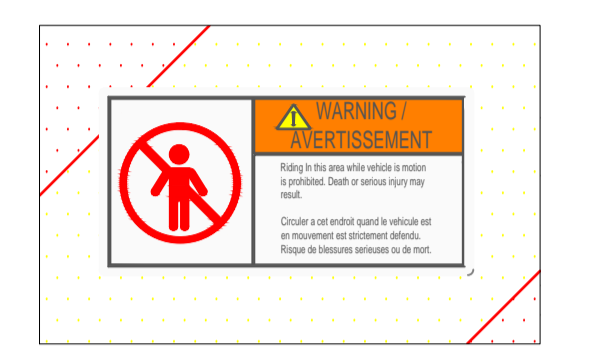 WARNING /
AVERTISSEMENT
Riding In this area while vehicle is motion
is prohibited. Death or serious injury may
result.
Circuler a cet endroit quand le vehicule est
en mouvement est strictement defendu.
Risque de blessures serieuses ou de mort.